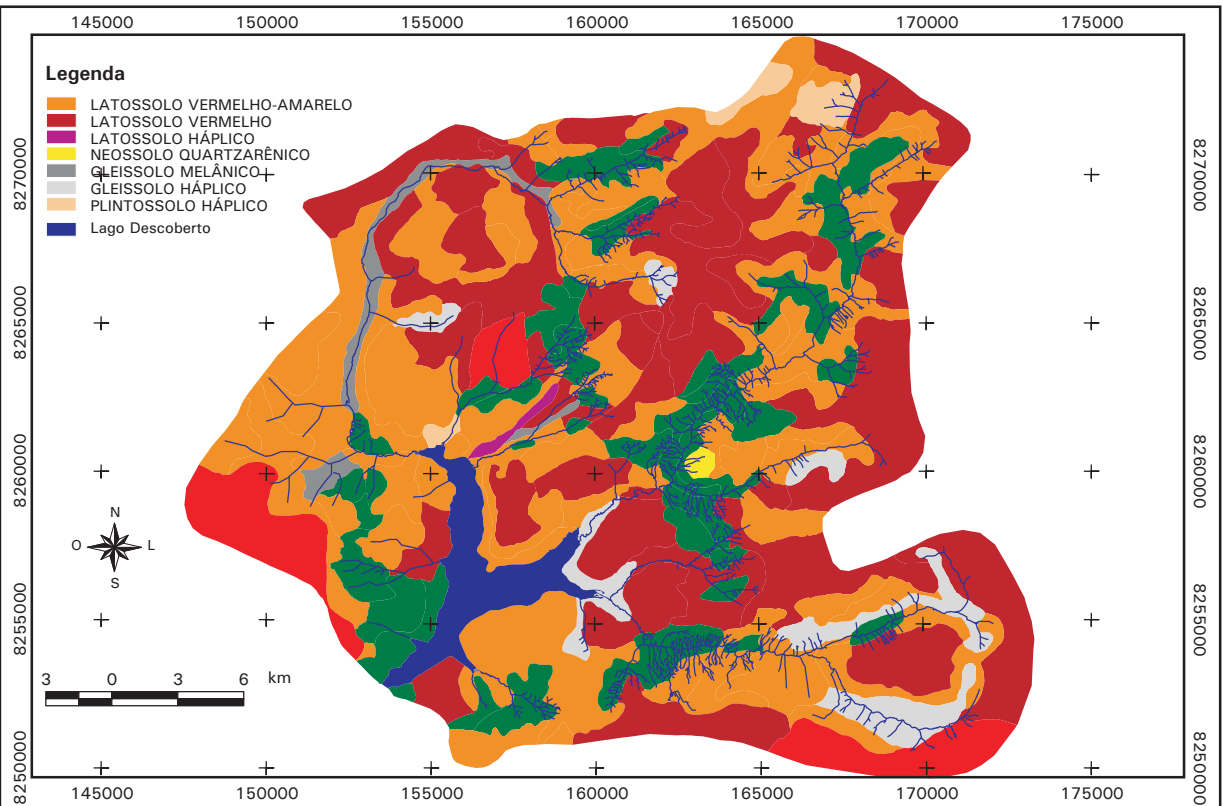 145000 150000 155000 160000 165000 170000 175000
Legenda
LATOSSOLO VERMELHO-AMARELO
LATOSSOLO VERMELHO
LATOSSOLO HÁPLICO
NEOSSOLO QUARTZARÊNICO
GLEISSOLO MELÂNICO
GLEISSOLO HÁPLICO
PLINTOSSOLO HÁPLICO
Lago Descoberto
8270000
8270000
8265000
8265000
8260000
8260000
N
O L
S
8255000
3 0 3 6 km
8250000
8250000
145000 150000 155000 160000 165000 170000 175000
8255000